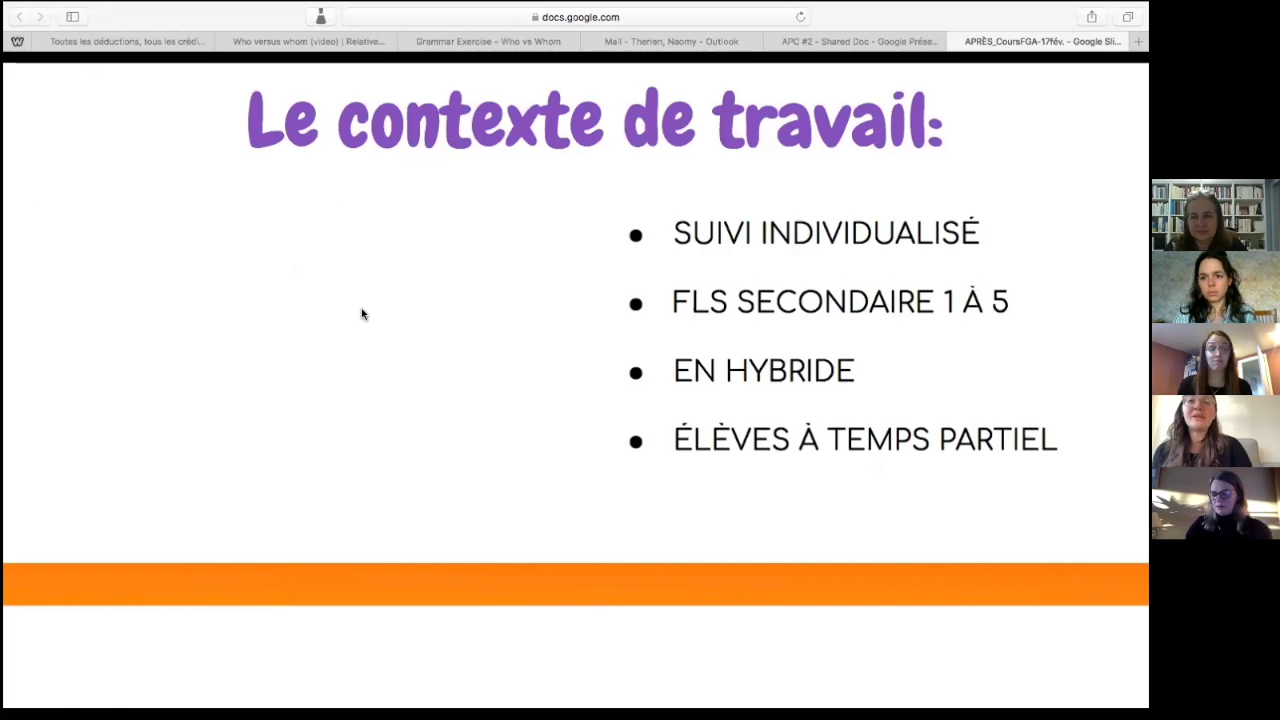 docs.google.com
Toutes les déductions, tous les crédi...
Who versus whom (video) | Relative...
Grammar Exercise - Who vs Whom
Mail - Therien, Naomy - Outlook
APC #2 - Shared Doc - Google Prése...
APRÈS_CoursFGA-17fév. - Google Sli...
Le contexte de travail:
● SUIVI INDIVIDUALISÉ
● FLS SECONDAIRE 1 À 5
● EN HYBRIDE
● ÉLÈVES À TEMPS PARTIEL